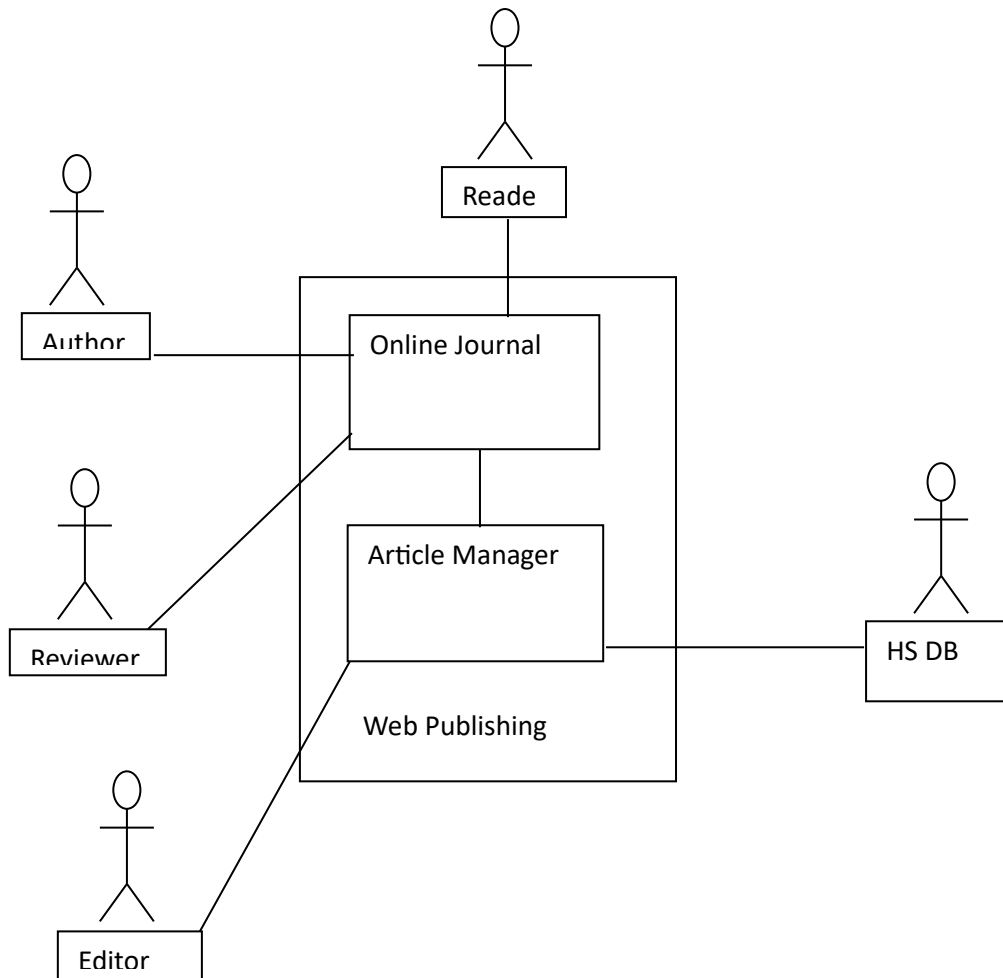 Reade
Author
Online Journal
Reviewer
Article Manager
HS DB
Web Publishing
Editor